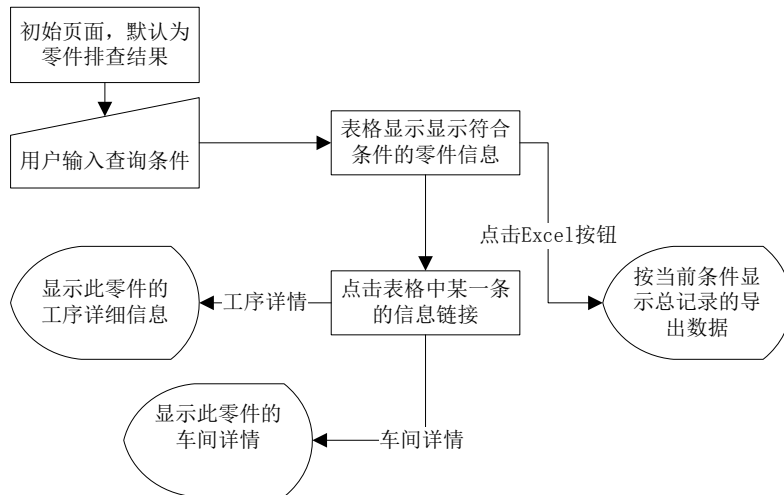 初始页面，默认为
零件排查结果
用户输入查询条件
表格显示显示符合
条件的零件信息
点击Excel按钮
显示此零件的
工序详细信息
工序详情
点击表格中某一条
的信息链接
按当前条件显
示总记录的导
出数据
显示此零件的
车间详情
车间详情